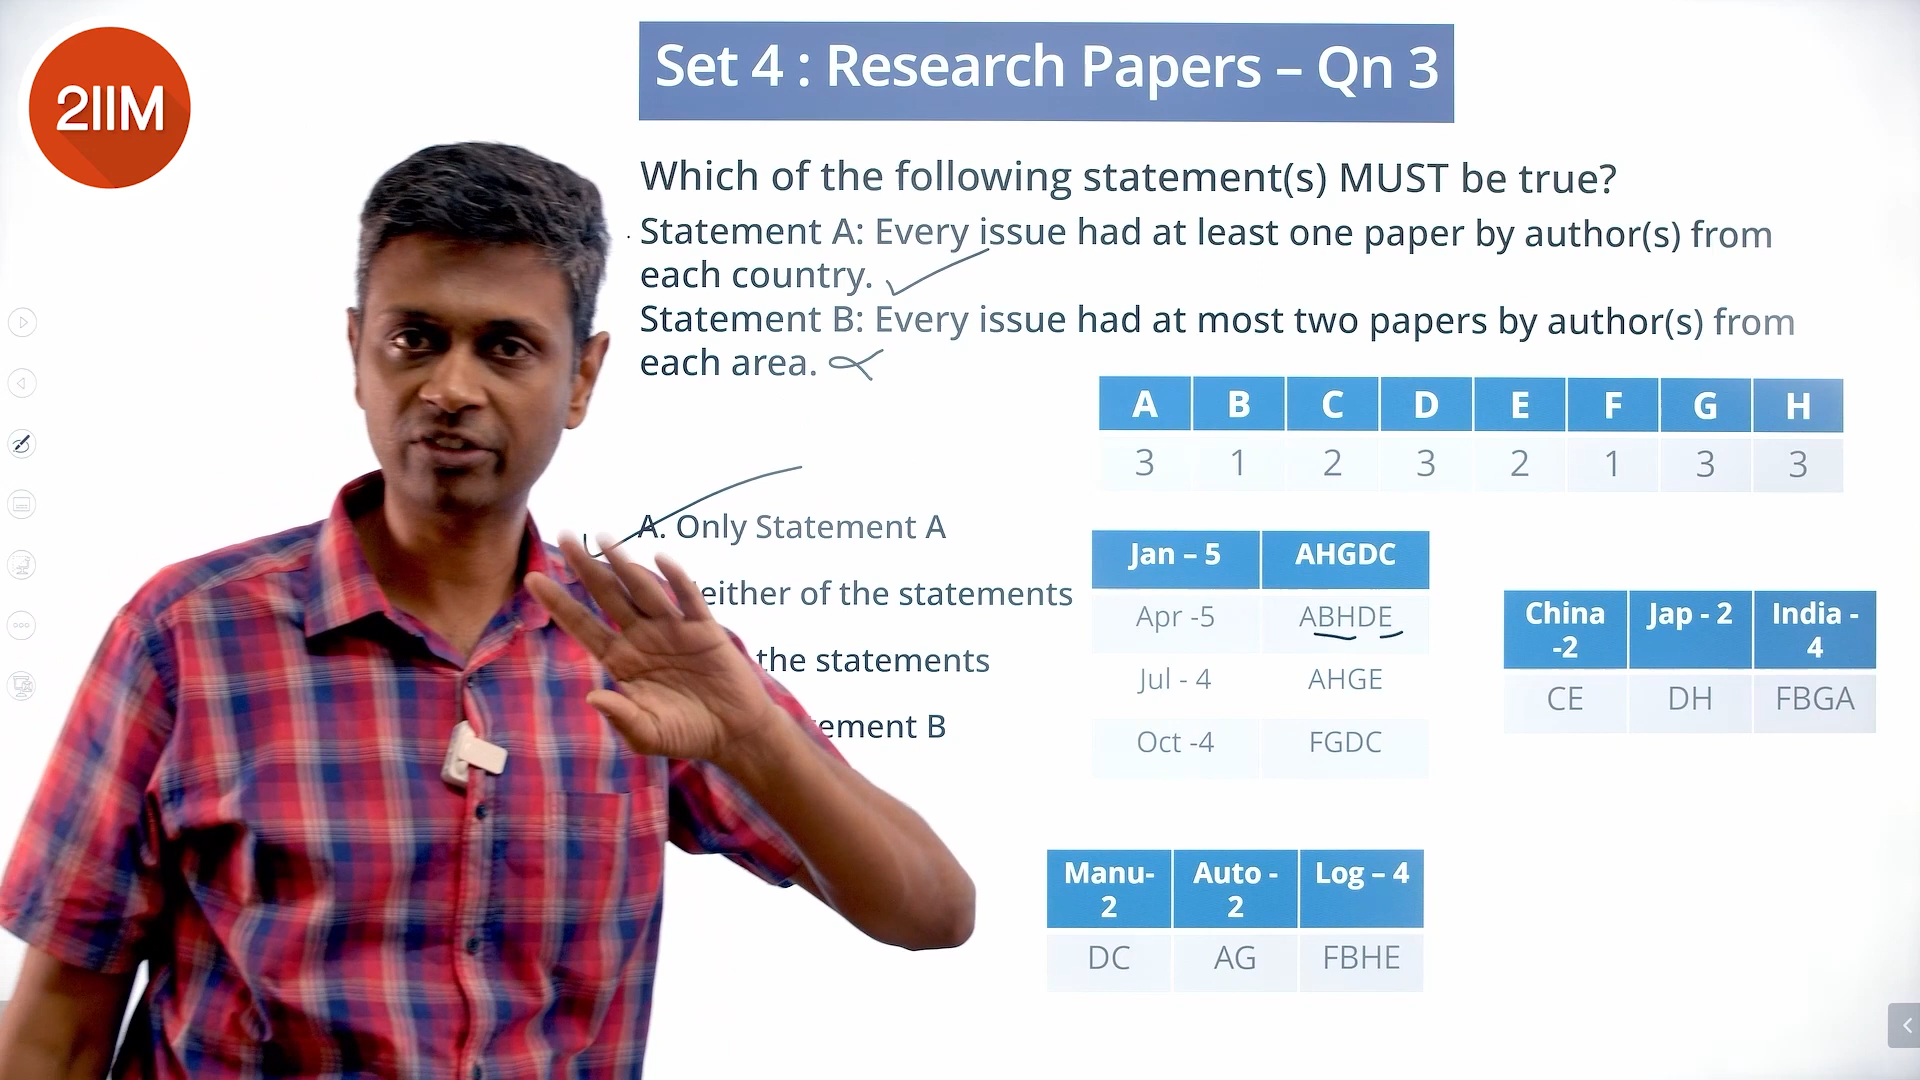 2IIM
Set 4 : Research Papers – Qn 3
Which of the following statement(s) MUST be true?
Statement A: Every issue had at least one paper by author(s) from
each country.
Statement B: Every issue had at most two papers by author(s) from
each area.
A B C D E F G H
3 1 2 3 2 1 3 3
A. Only Statement A
either of the statements
the statements
ement B
Jan – 5 AHGDC
Apr -5 ABHDE
Jul - 4 AHGE
Oct -4 FGDC
China
-2
Jap - 2
India -
4
CE DH FBGA
Manu-
2
Auto -
2
Log – 4
DC AG FBHE